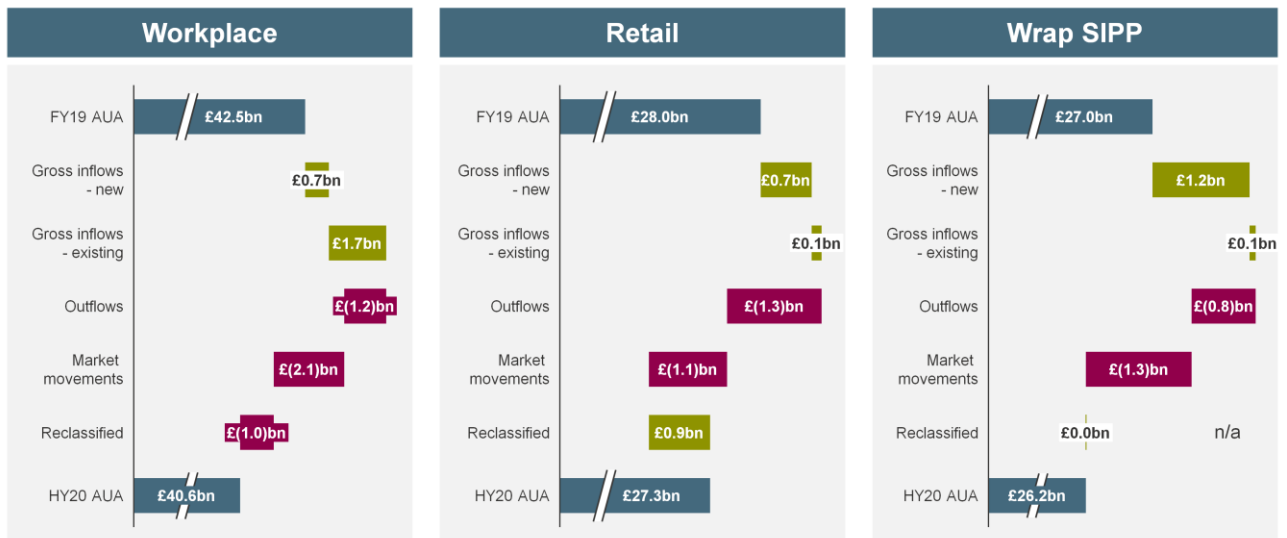 Workplace
FY19 AUA
£42.5bn
Gross inflows
- new
£0.7bn
Gross inflows
- existing
£1.7bn
Outflows
£(1.2)bn
Market
movements
£(2.1)bn
Reclassified
£(1.0)bn
HY20 AUA
£40.6bn
Retail
FY19 AUA
£28.0bn
Gross inflows
- new
£0.7bn
Gross inflows
- existing
£0.1bn
Outflows
£(1.3)bn
Market
movements
£(1.1)bn
Reclassified
£0.9bn
HY20 AUA
£27.3bn
Wrap SIPP
FY19 AUA
£27.0bn
Gross inflows
- new
£1.2bn
Gross inflows
- existing
£0.1bn
Outflows
£(0.8)bn
Market
movements
£(1.3)bn
Reclassified
£0.0bn
n/a
HY20 AUA
£26.2bn